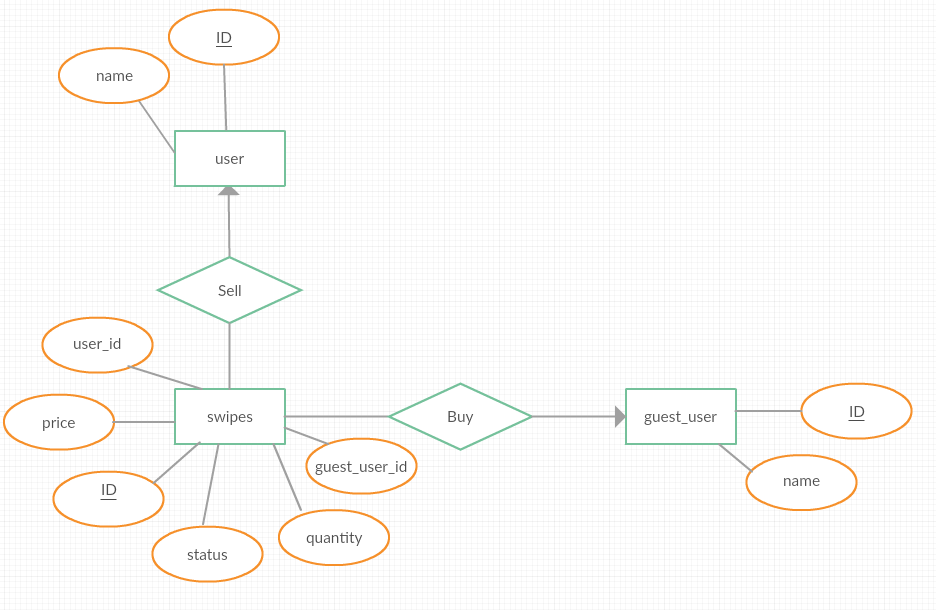 ID
name
user
Sell
user_id
swipes
Buy
guest_user
ID
price
guest_user_id
name
ID
quantity
status